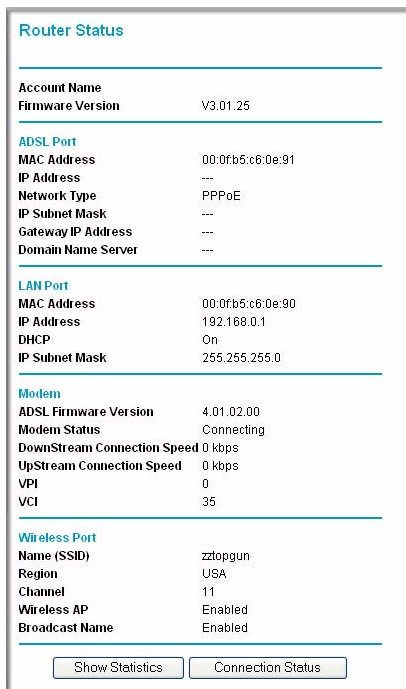 Router Status
Account Name
Firmware Version V3.01.25
ADSL Port
MAC Address 00:0f:b5:c6:0e:91
IP Address ---
Network Type PPPoE
IP Subnet Mask ---
Gateway IP Address ---
Domain Name Server ---
LAN Port
MAC Address 00:0f:b5:c6:0e:90
IP Address 192.168.0.1
DHCP On
IP Subnet Mask 255.255.255.0
Modem
ADSL Firmware Version 4.01.02.00
Modem Status Connecting
DownStream Connection Speed 0 kbps
UpStream Connection Speed 0 kbps
VPI 0
VCI 35
Wireless Port
Name (SSID) zztopgun
Region USA
Channel 11
Wireless AP Enabled
Broadcast Name Enabled
Show Statistics Connection Status